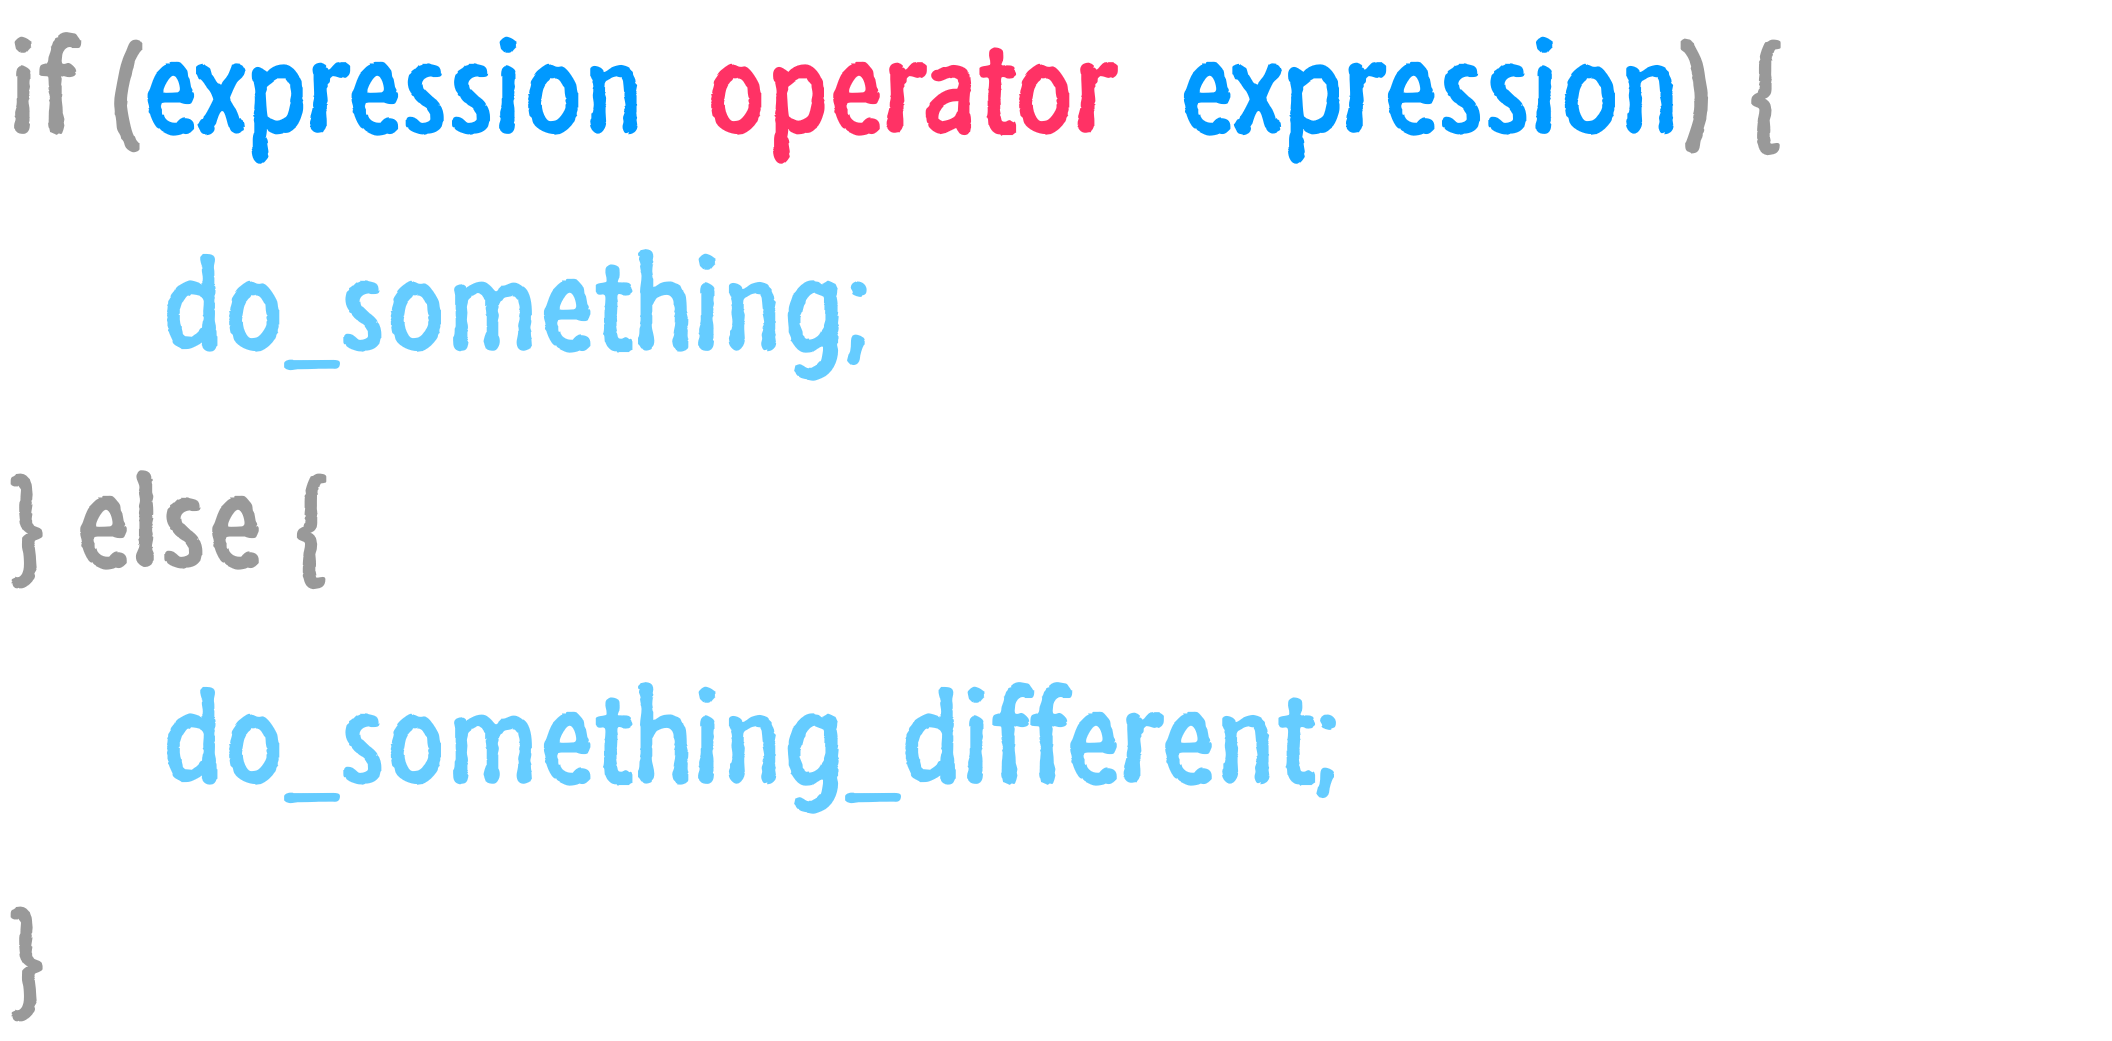 if (expression operator expression) {
do_something;
} else {
do_something_different;
}